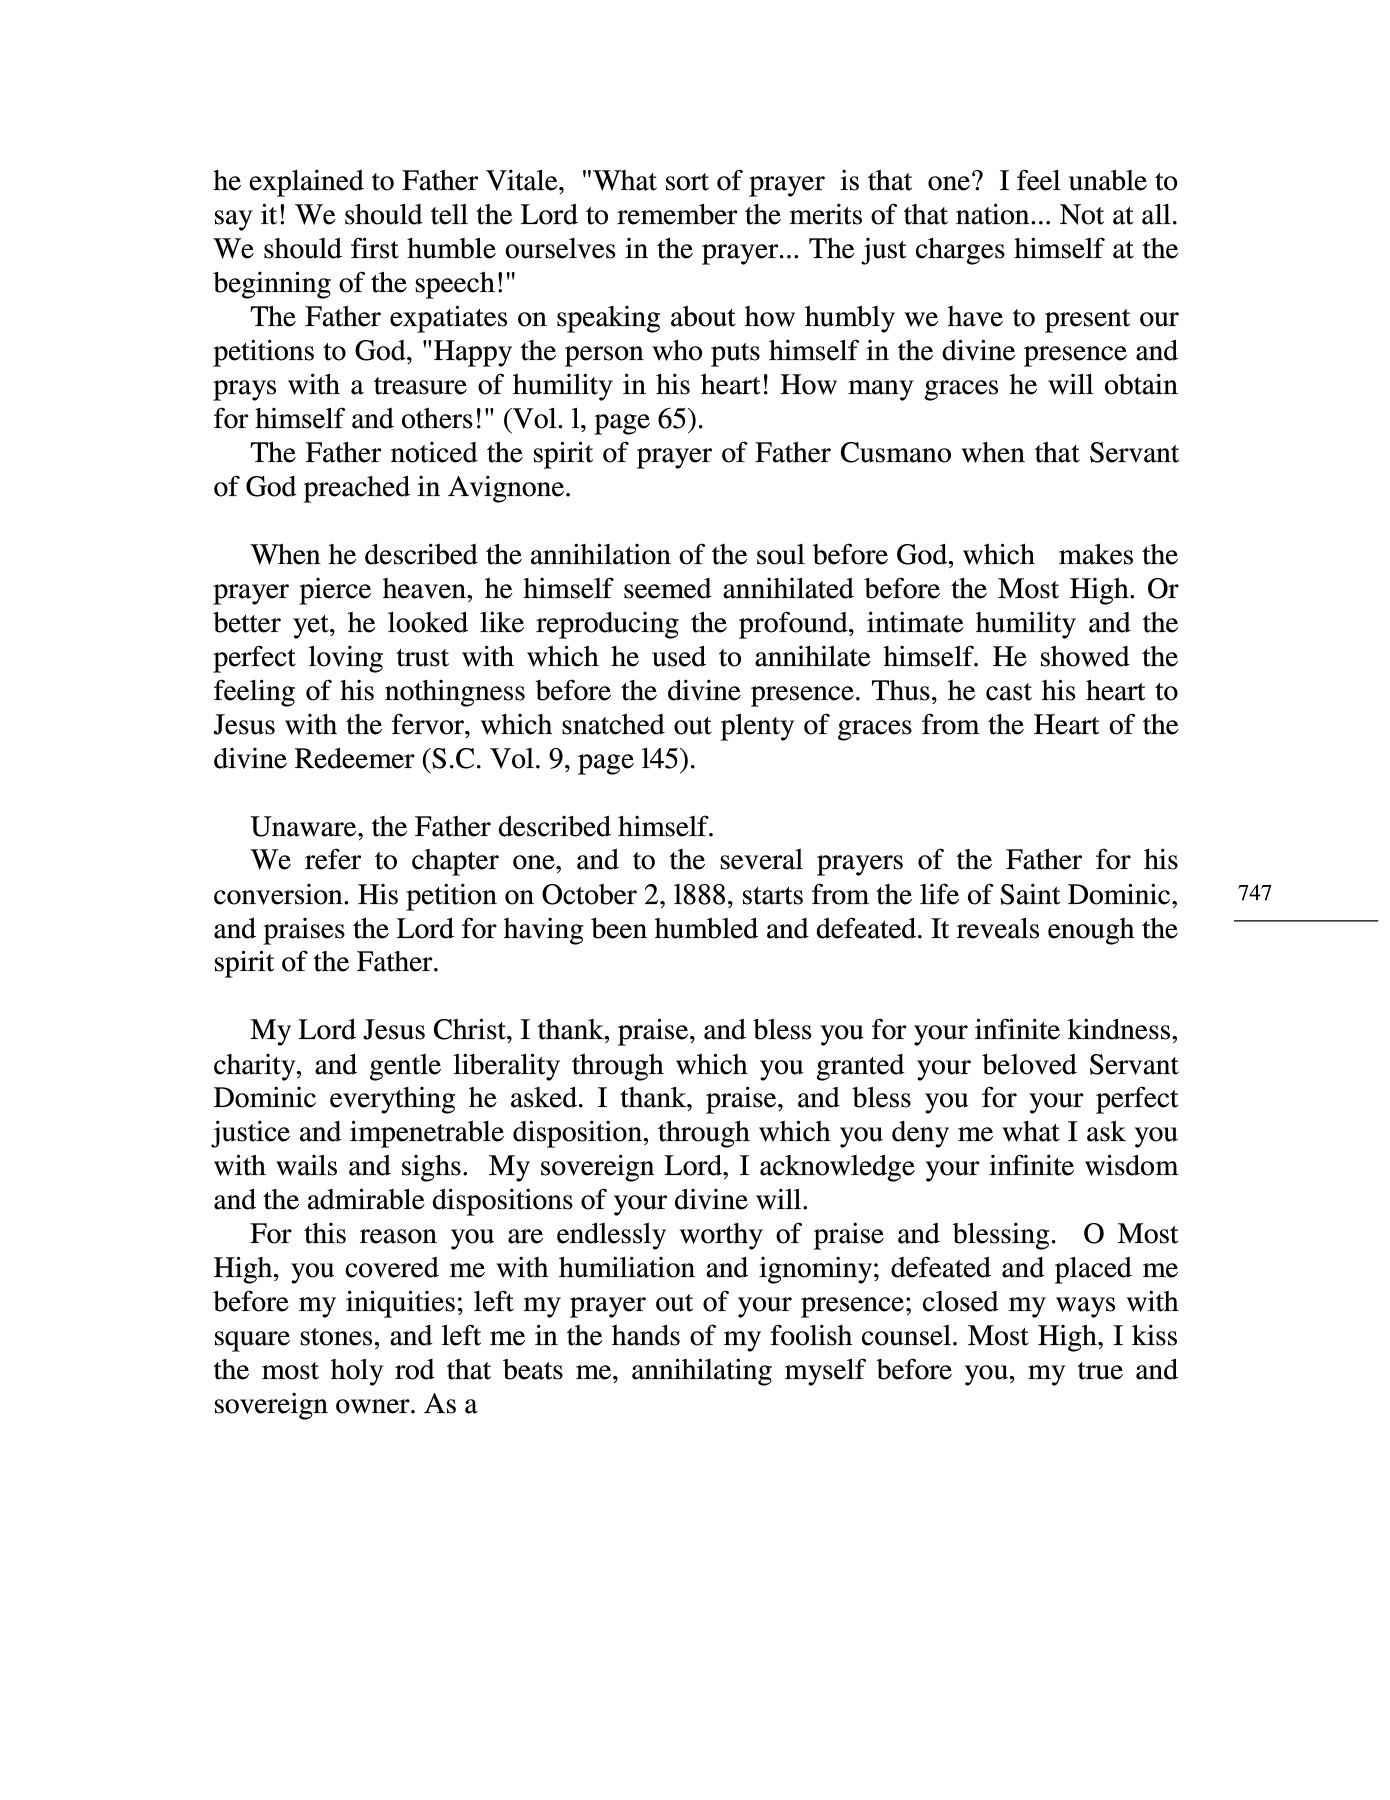 he explained to Father Vitale, "What sort of prayer is that one? I feel unable to
say it! We should tell the Lord to remember the merits of that nation... Not at all.
We should first humble ourselves in the prayer... The just charges himself at the
beginning of the speech!"
The Father expatiates on speaking about how humbly we have to present our
petitions to God, "Happy the person who puts himself in the divine presence and
prays with a treasure of humility in his heart! How many graces he will obtain
for himself and others!" (Vol. l, page 65).
The Father noticed the spirit of prayer of Father Cusmano when that Servant
of God preached in Avignone.
When he described the annihilation of the soul before God, which makes the
prayer pierce heaven, he himself seemed annihilated before the Most High. Or
better yet, he looked like reproducing the profound, intimate humility and the
perfect loving trust with which he used to annihilate himself. He showed the
feeling of his nothingness before the divine presence. Thus, he cast his heart to
Jesus with the fervor, which snatched out plenty of graces from the Heart of the
divine Redeemer (S.C. Vol. 9, page l45).
Unaware, the Father described himself.
We refer to chapter one, and to the several prayers of the Father for his
conversion. His petition on October 2, l888, starts from the life of Saint Dominic,
and praises the Lord for having been humbled and defeated. It reveals enough the
spirit of the Father.
747
My Lord Jesus Christ, I thank, praise, and bless you for your infinite kindness,
charity, and gentle liberality through which you granted your beloved Servant
Dominic everything he asked. I thank, praise, and bless you for your perfect
justice and impenetrable disposition, through which you deny me what I ask you
with wails and sighs. My sovereign Lord, I acknowledge your infinite wisdom
and the admirable dispositions of your divine will.
For this reason you are endlessly worthy of praise and blessing. O Most
High, you covered me with humiliation and ignominy; defeated and placed me
before my iniquities; left my prayer out of your presence; closed my ways with
square stones, and left me in the hands of my foolish counsel. Most High, I kiss
the most holy rod that beats me, annihilating myself before you, my true and
sovereign owner. As a